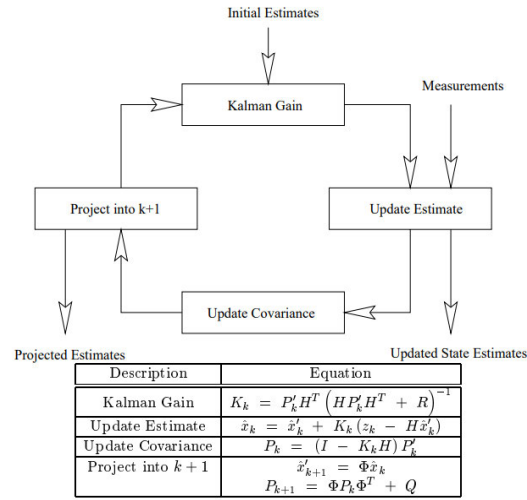 Initial Estimates
Kalman Gain
Measurements
Project into k+1
Update Estimate
Update Covariance
Projected Estimates
Updated State Estimates
Description Equation
Kalman Gain K_k = P'_k H^T (H P'_k H^T + R)^{-1}
Update Estimate x̂_k = x̂'_k + K_k (z_k − H x̂'_k)
Update Covariance P_k = (I − K_k H) P'_k
Project into k + 1 x̂'_{k+1} = Φ x̂_k
P_{k+1} = Φ P_k Φ^T + Q